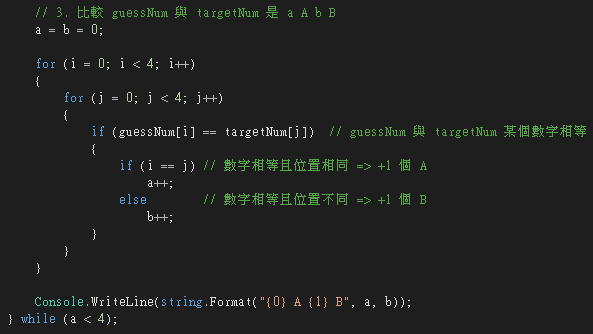 // 3. 比較 guessNum 與 targetNum 是 a A b B
a = b = 0;
for (i = 0; i < 4; i++)
{
for (j = 0; j < 4; j++)
{
if (guessNum[i] == targetNum[j]) // guessNum 與 targetNum 某個數字相等
{
if (i == j) // 數字相等且位置相同 => +1 個 A
a++;
else // 數字相等且位置不同 => +1 個 B
b++;
}
}
}
Console.WriteLine(string.Format("{0} A {1} B", a, b));
} while (a < 4);